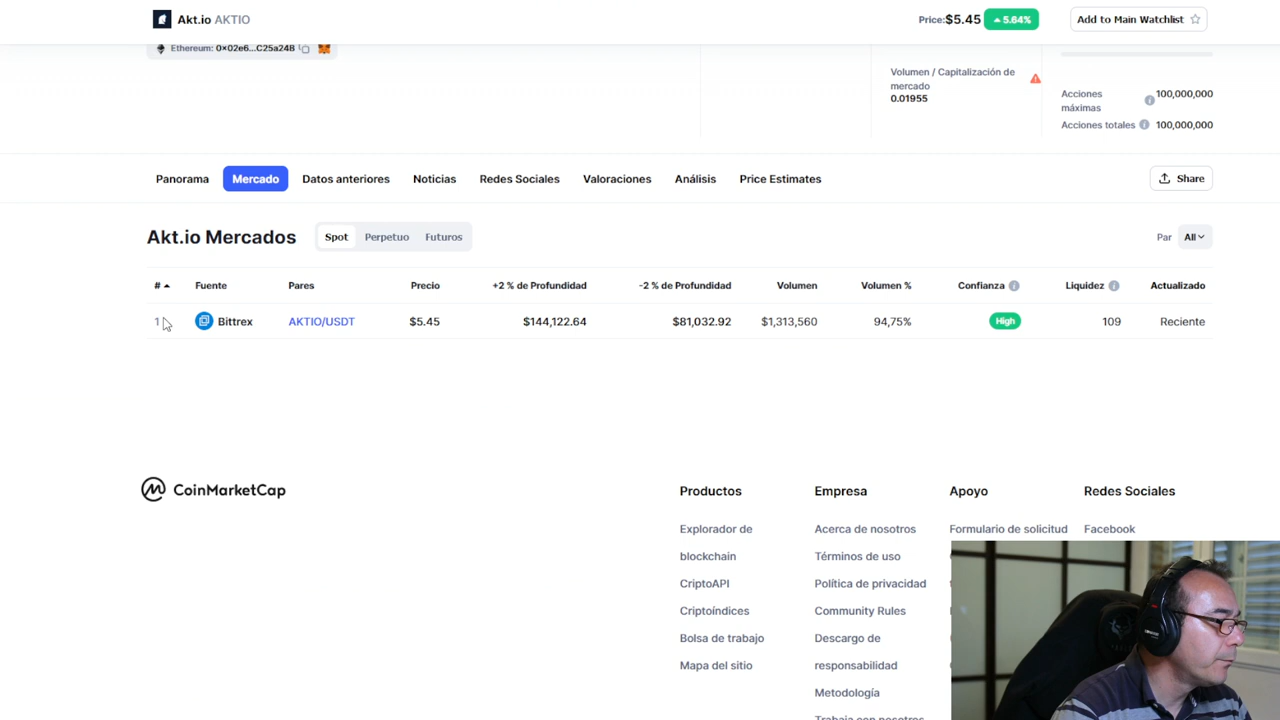 Akt.io AKTIO
Price:$5.45 5.64%
Add to Main Watchlist
Ethereum: 0x02e6...C25a24B
Volumen / Capitalización de
mercado
0.01955
Acciones
máximas
100,000,000
Acciones totales 100,000,000
Panorama Mercado Datos anteriores Noticias Redes Sociales Valoraciones Análisis Price Estimates
Share
Akt.io Mercados Spot Perpetuo Futuros
Par All
# Fuente Pares Precio +2 % de Profundidad -2 % de Profundidad Volumen Volumen % Confianza Liquidez Actualizado
1 Bittrex AKTIO/USDT $5.45 $144,122.64 $81,032.92 $1,313,560 94,75% High 109 Reciente
CoinMarketCap
Productos
Explorador de
blockchain
CriptoAPI
Criptoíndices
Bolsa de trabajo
Mapa del sitio
Empresa
Acerca de nosotros
Términos de uso
Política de privacidad
Community Rules
Descargo de
responsabilidad
Metodología
Trabaja con nosotros
Apoyo
Formulario de solicitud
Redes Sociales
Facebook